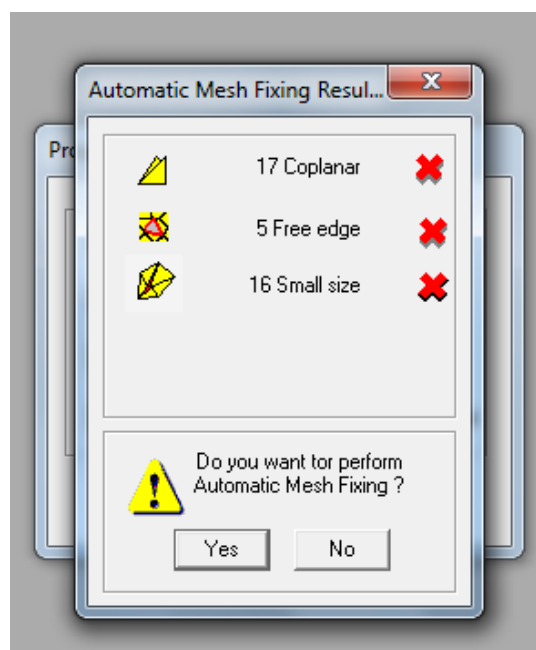 Automatic Mesh Fixing Resul...
Pro
17 Coplanar
5 Free edge
16 Small size
Do you want tor perform
Automatic Mesh Fixing ?
Yes
No